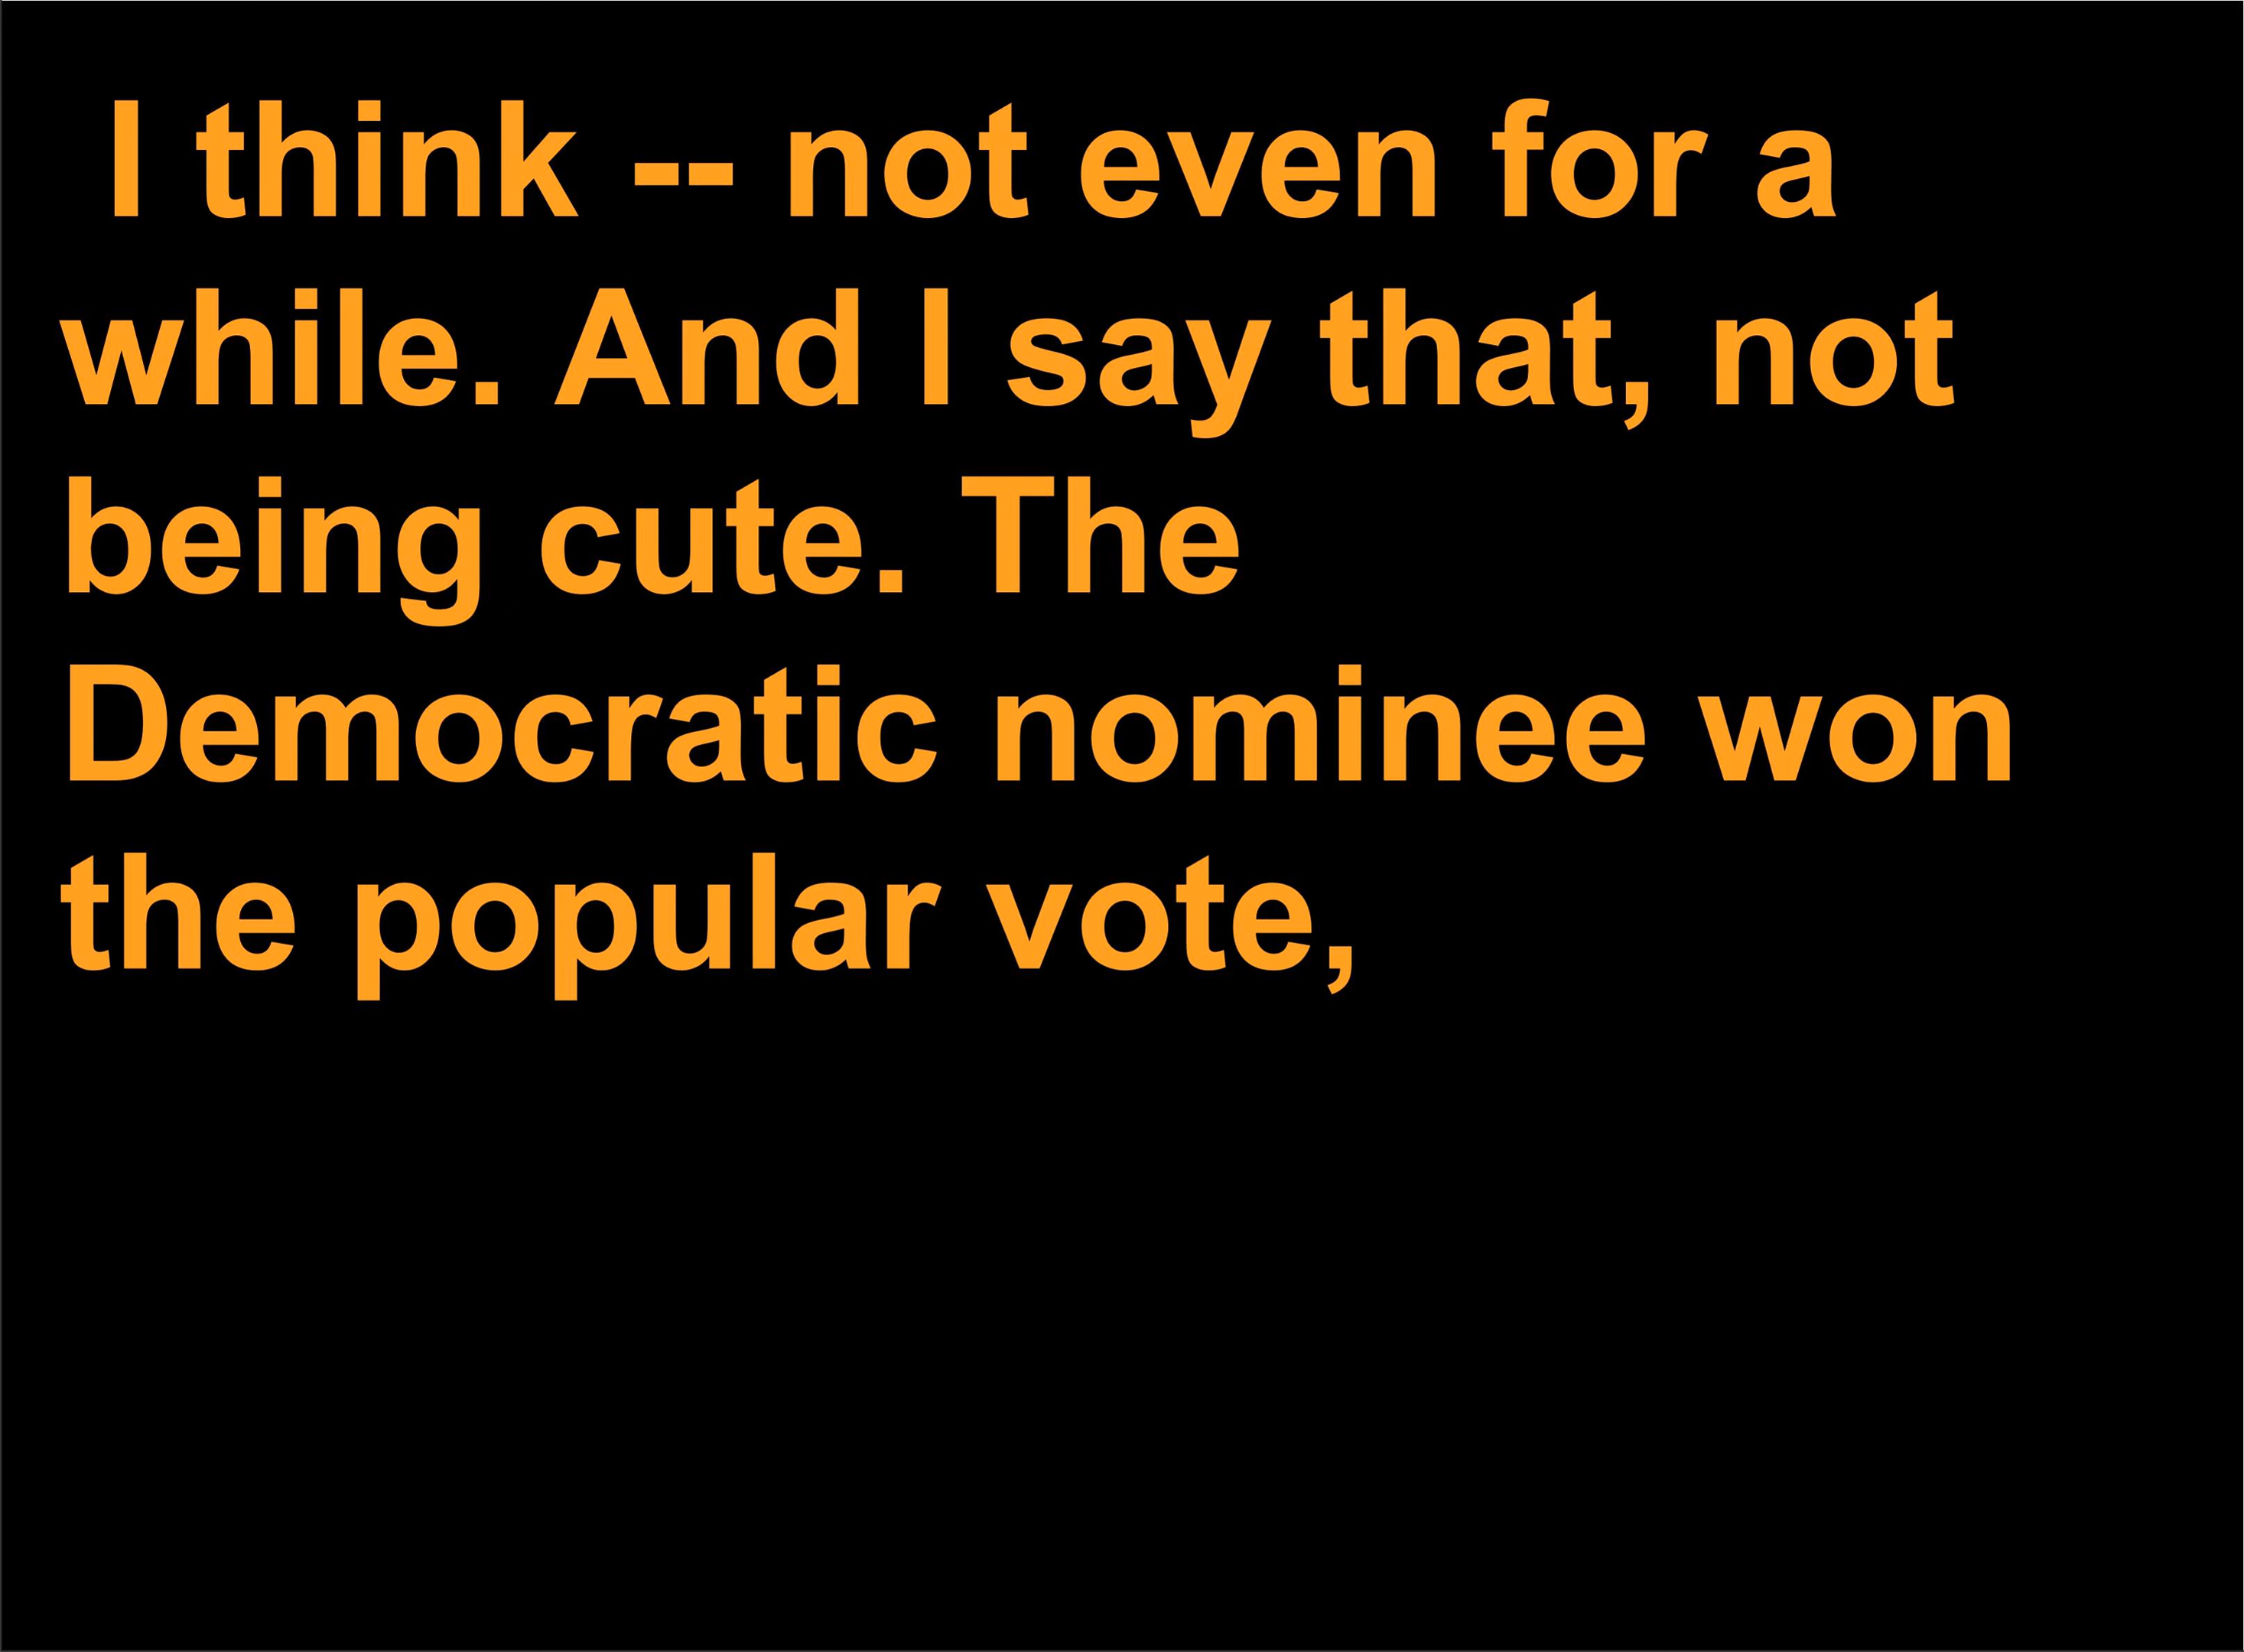 I think -- not even for a
while. And I say that, not
being cute. The
Democratic nominee won
the popular vote,